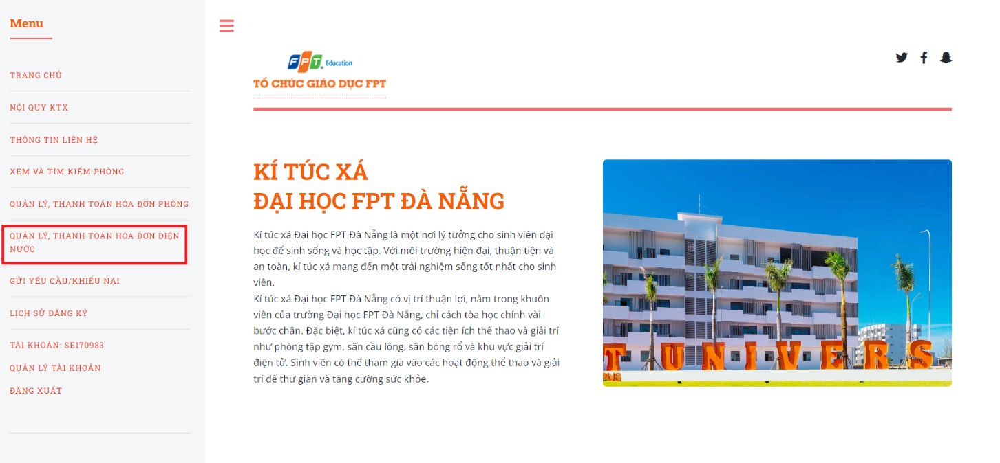 Menu
TRANG CHỦ
NỘI QUY KTX
THÔNG TIN LIÊN HỆ
XEM VÀ TÌM KIẾM PHÒNG
QUẢN LÝ, THANH TOÁN HÓA ĐƠN PHÒNG
QUẢN LÝ, THANH TOÁN HÓA ĐƠN ĐIỆN
NƯỚC
GỬI YÊU CẦU/KHIẾU NẠI
LỊCH SỬ ĐĂNG KÝ
TÀI KHOẢN: SE170983
QUẢN LÝ TÀI KHOẢN
ĐĂNG XUẤT
FPT Education
TỔ CHỨC GIÁO DỤC FPT
KÍ TÚC XÁ
ĐẠI HỌC FPT ĐÀ NẴNG
Kí túc xá Đại học FPT Đà Nẵng là một nơi lý tưởng cho sinh viên đại
học để sinh sống và học tập. Với môi trường hiện đại, thuận tiện và
an toàn, kí túc xá mang đến một trải nghiệm sống tốt nhất cho sinh
viên.
Kí túc xá Đại học FPT Đà Nẵng có vị trí thuận lợi, nằm trong khuôn
viên của trường Đại học FPT Đà Nẵng, chỉ cách tòa học chính vài
bước chân. Đặc biệt, kí túc xá cũng có các tiện ích thể thao và giải trí
như phòng tập gym, sân cầu lông, sân bóng rổ và khu vực giải trí
điện tử. Sinh viên có thể tham gia vào các hoạt động thể thao và giải
trí để thư giãn và tăng cường sức khỏe.
T UNIVERS